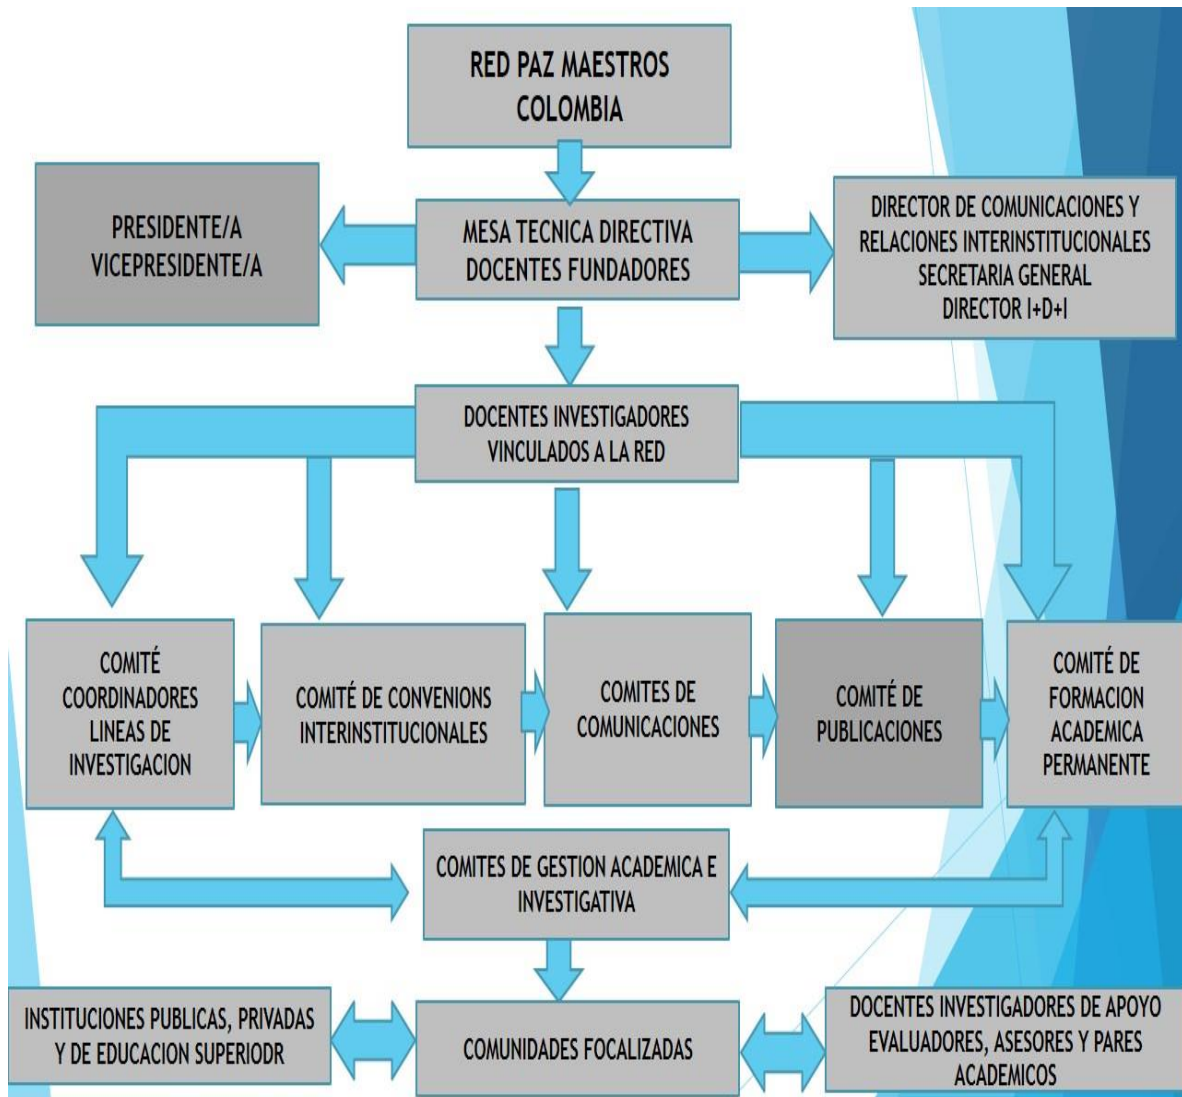 RED PAZ MAESTROS
COLOMBIA
PRESIDENTE/A
VICEPRESIDENTE/A
MESA TECNICA DIRECTIVA
DOCENTES FUNDADORES
DIRECTOR DE COMUNICACIONES Y
RELACIONES INTERINSTITUCIONALES
SECRETARIA GENERAL
DIRECTOR I+D+I
DOCENTES INVESTIGADORES
VINCULADOS A LA RED
COMITÉ
COORDINADORES
LINEAS DE
INVESTIGACION
COMITÉ DE CONVENIONS
INTERINSTITUCIONALES
COMITES DE
COMUNICACIONES
COMITÉ DE
PUBLICACIONES
COMITÉ DE
FORMACION
ACADEMICA
PERMANENTE
COMITES DE GESTION ACADEMICA E
INVESTIGATIVA
INSTITUCIONES PUBLICAS, PRIVADAS
Y DE EDUCACION SUPERIODR
COMUNIDADES FOCALIZADAS
DOCENTES INVESTIGADORES DE APOYO
EVALUADORES, ASESORES Y PARES
ACADEMICOS